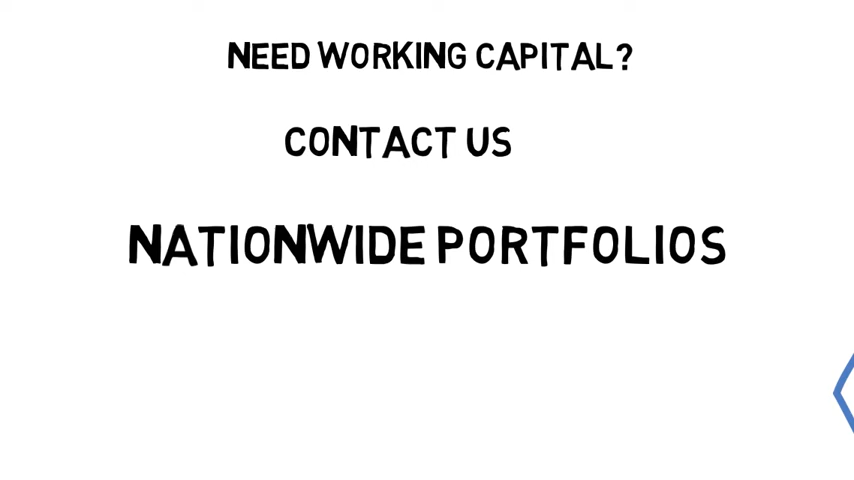 NEED WORKING CAPITAL?
CONTACT US
NATIONWIDE PORTFOLIOS